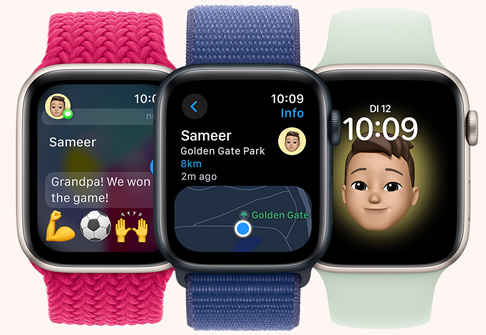 10:0
Sameer
Grandpa! We won
the game!
10:09
Info
Sameer
Golden Gate Park
8km
2m ago
Golden Gate
DI 12
10:09